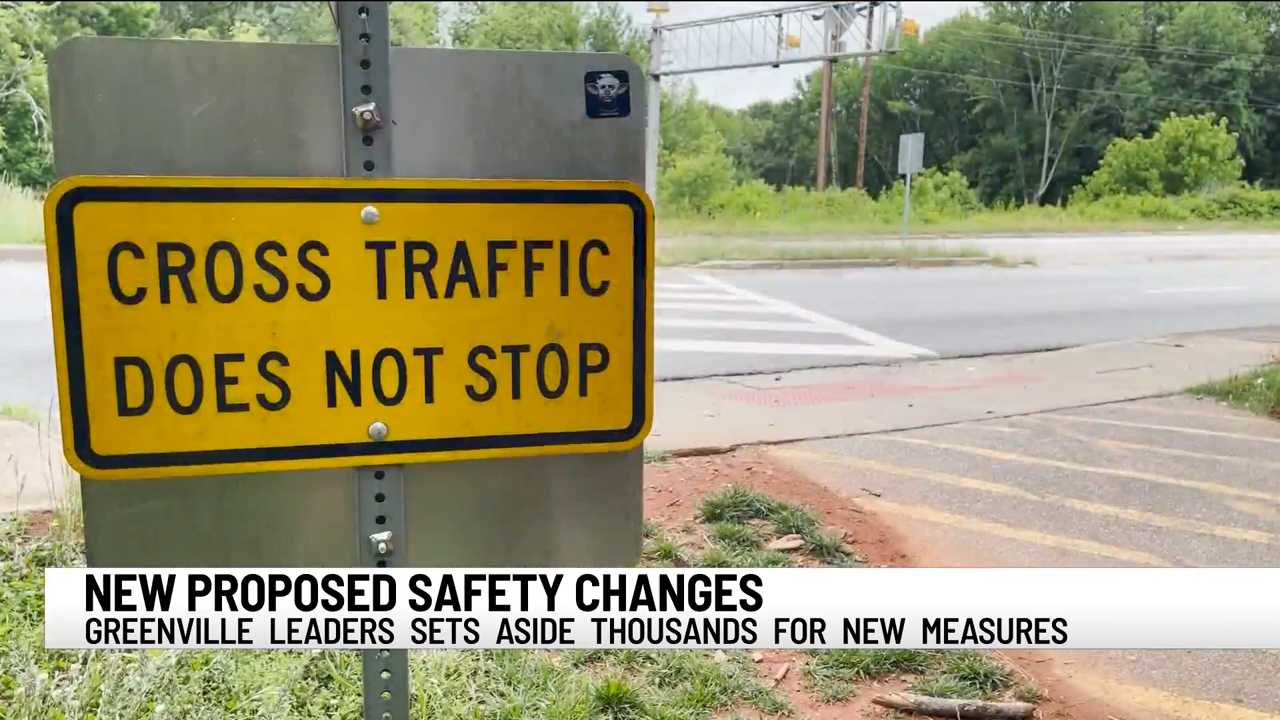 CROSS TRAFFIC
DOES NOT STOP
NEW PROPOSED SAFETY CHANGES
GREENVILLE LEADERS SETS ASIDE THOUSANDS FOR NEW MEASURES